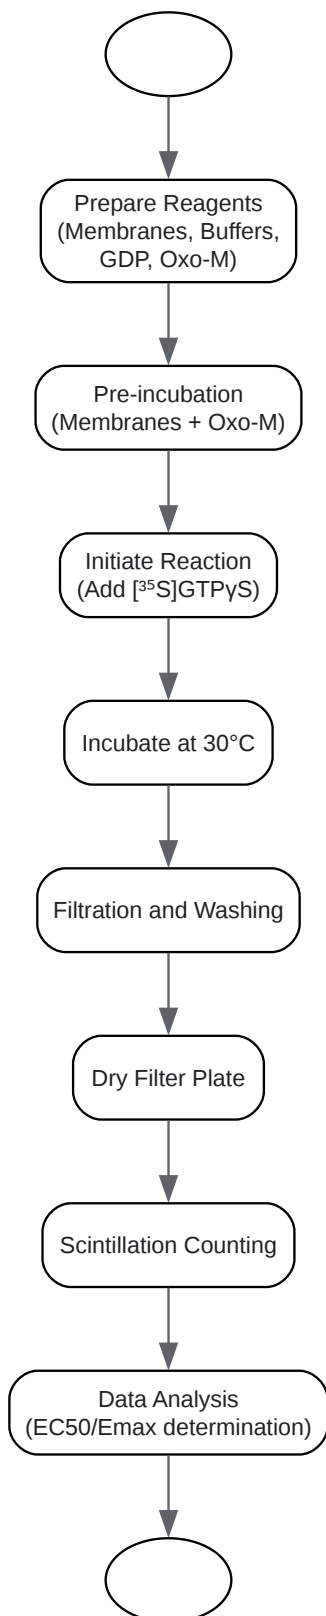 Prepare Reagents
(Membranes, Buffers,
GDP, Oxo-M)
Pre-incubation
(Membranes + Oxo-M)
Initiate Reaction
(Add [³⁵S]GTPγS)
Incubate at 30°C
Filtration and Washing
Dry Filter Plate
Scintillation Counting
Data Analysis
(EC50/Emax determination)